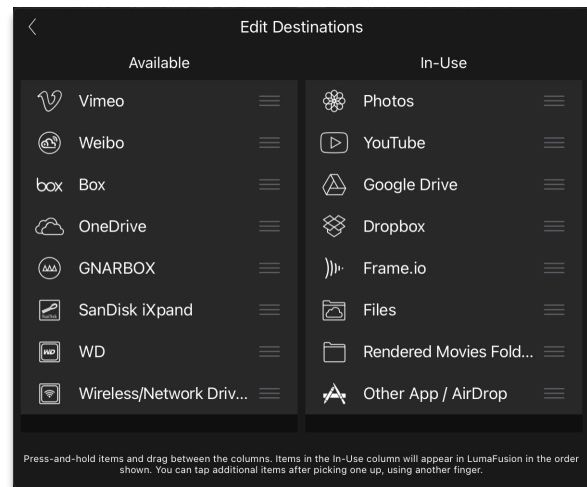 Edit Destinations
Available
Vimeo
Weibo
box Box
OneDrive
GNARBOX
SanDisk iXpand
WD WD
Wireless/Network Driv...
In-Use
Photos
YouTube
Google Drive
Dropbox
Frame.io
Files
Rendered Movies Fold...
Other App / AirDrop
Press-and-hold items and drag between the columns. Items in the In-Use column will appear in LumaFusion in the order
shown. You can tap additional items after picking one up, using another finger.